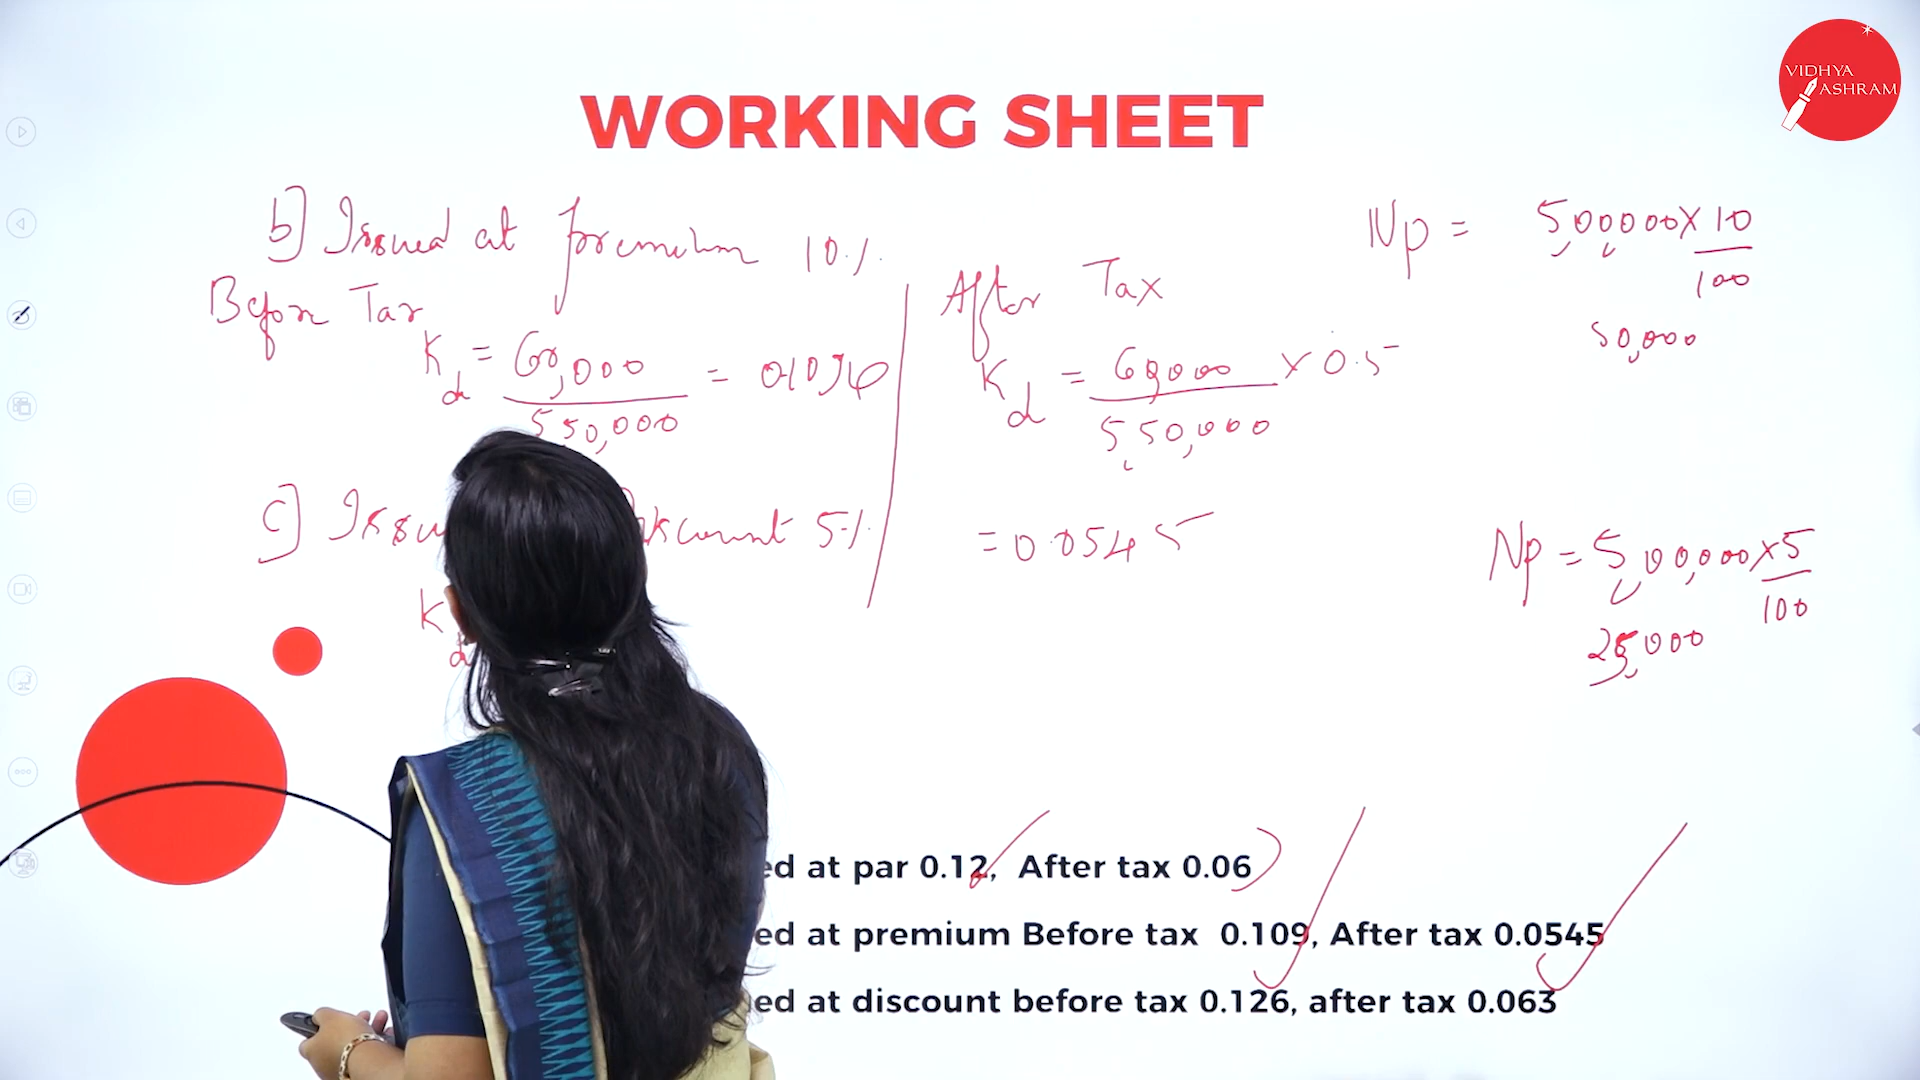 VIDHYA
ASHRAM
WORKING SHEET
b] Issued at premium 10%
Before Tax
Kd = 60,000 = 0.109
550,000
After Tax
Kd = 60,000 x 0.5
5,50,000
= 0.0545
Np = 5,00,000 x 10
100
50,000
c] Issu count 5%
K
d
Np = 5,00,000 x 5
100
25,000
ed at par 0.12, After tax 0.06
ed at premium Before tax 0.109, After tax 0.0545
ed at discount before tax 0.126, after tax 0.063